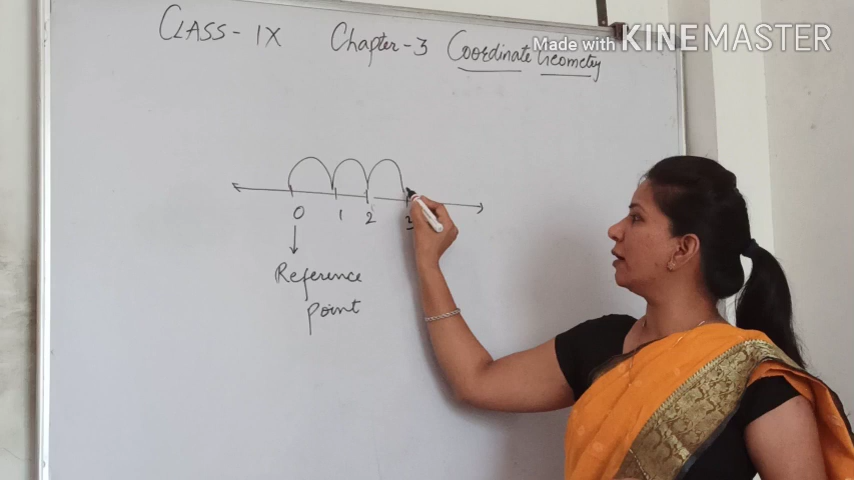 CLASS - IX Chapter - 3 Coordinate Geometry
Made with KINEMASTER
0 1 2 3
Reference
point